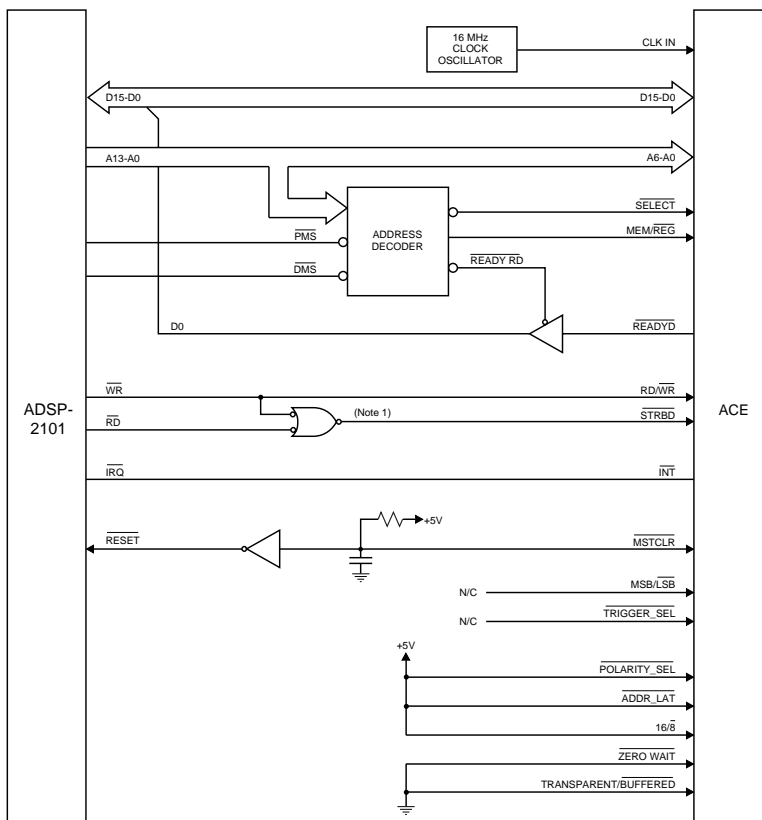 16 MHz
CLOCK
OSCILLATOR
CLK IN
D15-D0
D15-D0
A13-A0
A6-A0
ADDRESS
DECODER
SELECT
PMS
MEM/REG
DMS
READY RD
D0
READYD
ADSP-
2101
ACE
WR
RD/WR
RD
(Note 1)
STRBD
IRQ
INT
+5V
RESET
MSTCLR
N/C
MSB/LSB
N/C
TRIGGER_SEL
+5V
POLARITY_SEL
ADDR_LAT
16/8
ZERO WAIT
TRANSPARENT/BUFFERED